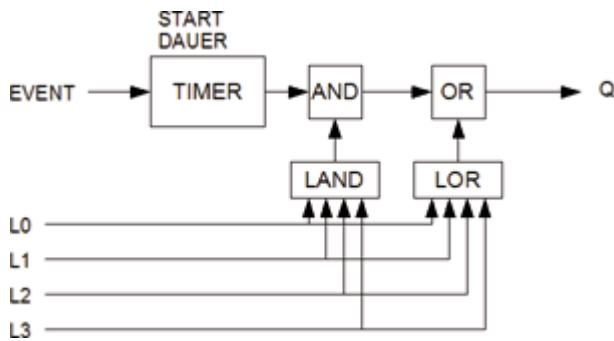 START
DAUER
EVENT TIMER AND OR Q
LAND LOR
L0
L1
L2
L3